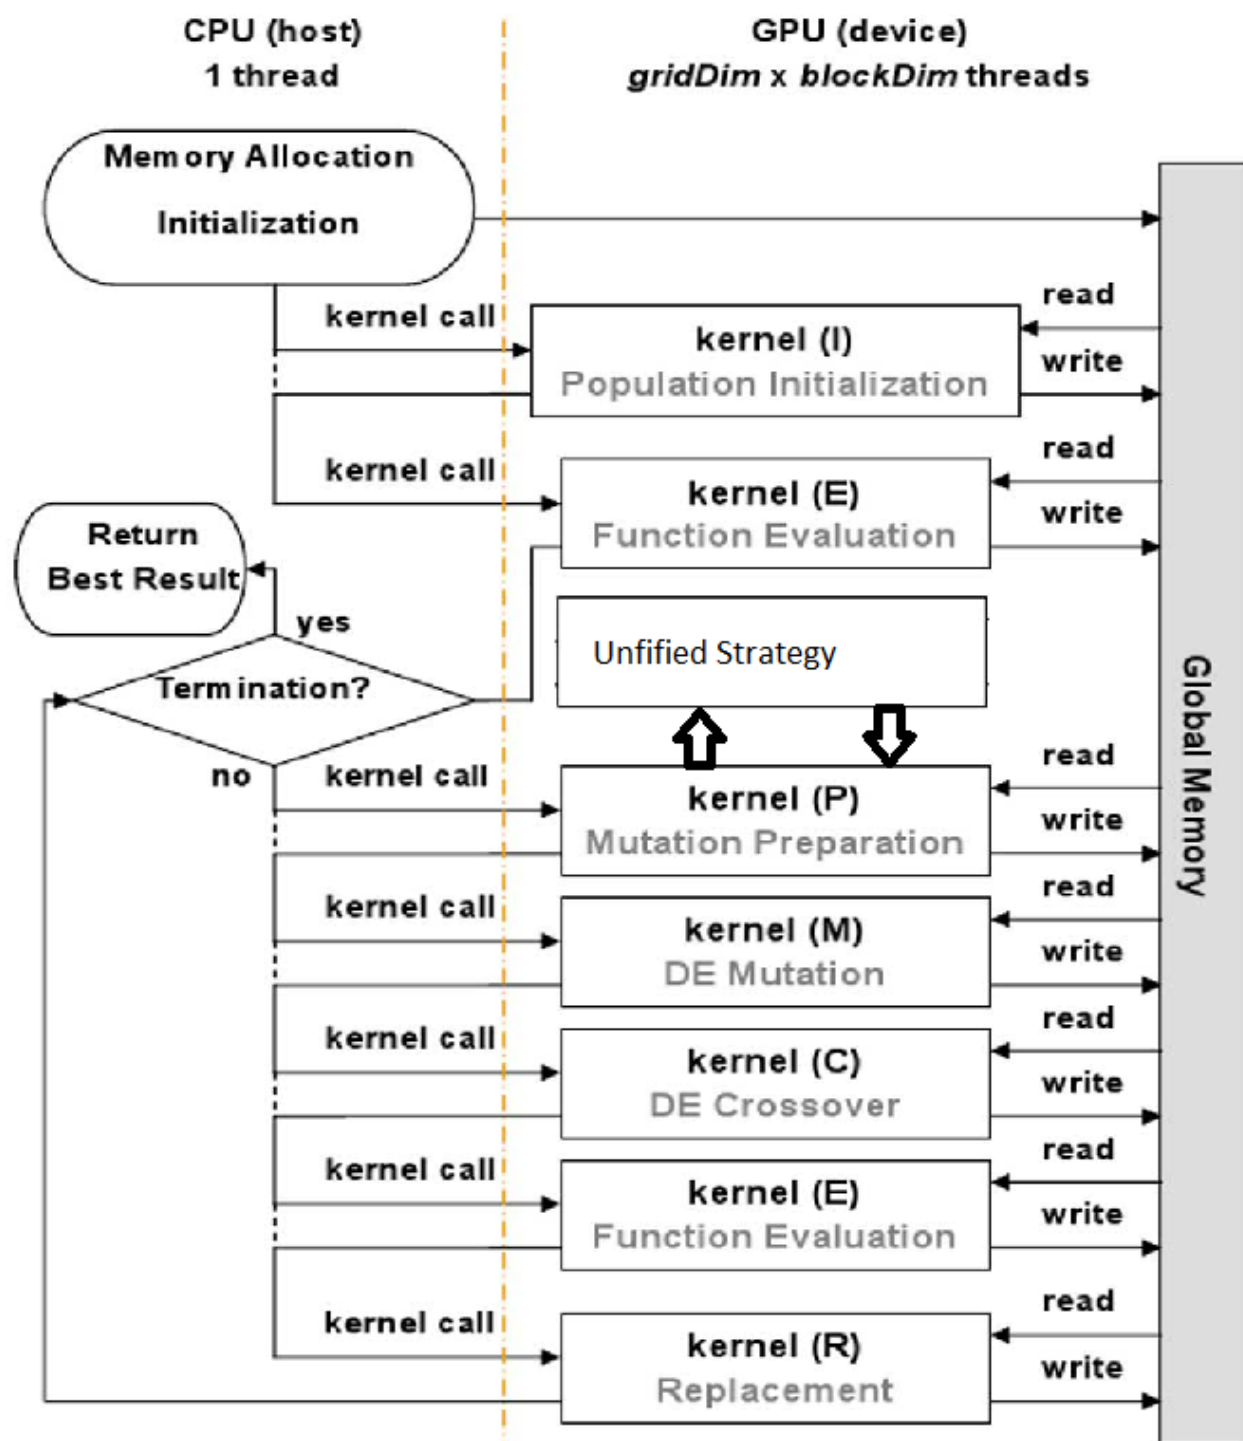 CPU (host)
1 thread
GPU (device)
gridDim x blockDim threads
Memory Allocation
Initialization
kernel call
kernel (I)
Population Initialization
read
write
kernel call
kernel (E)
Function Evaluation
read
write
Return
Best Result
yes
Termination?
no
Unfified Strategy
Global Memory
kernel call
kernel (P)
Mutation Preparation
read
write
kernel call
kernel (M)
DE Mutation
read
write
kernel call
kernel (C)
DE Crossover
read
write
kernel call
kernel (E)
Function Evaluation
read
write
kernel call
kernel (R)
Replacement
read
write